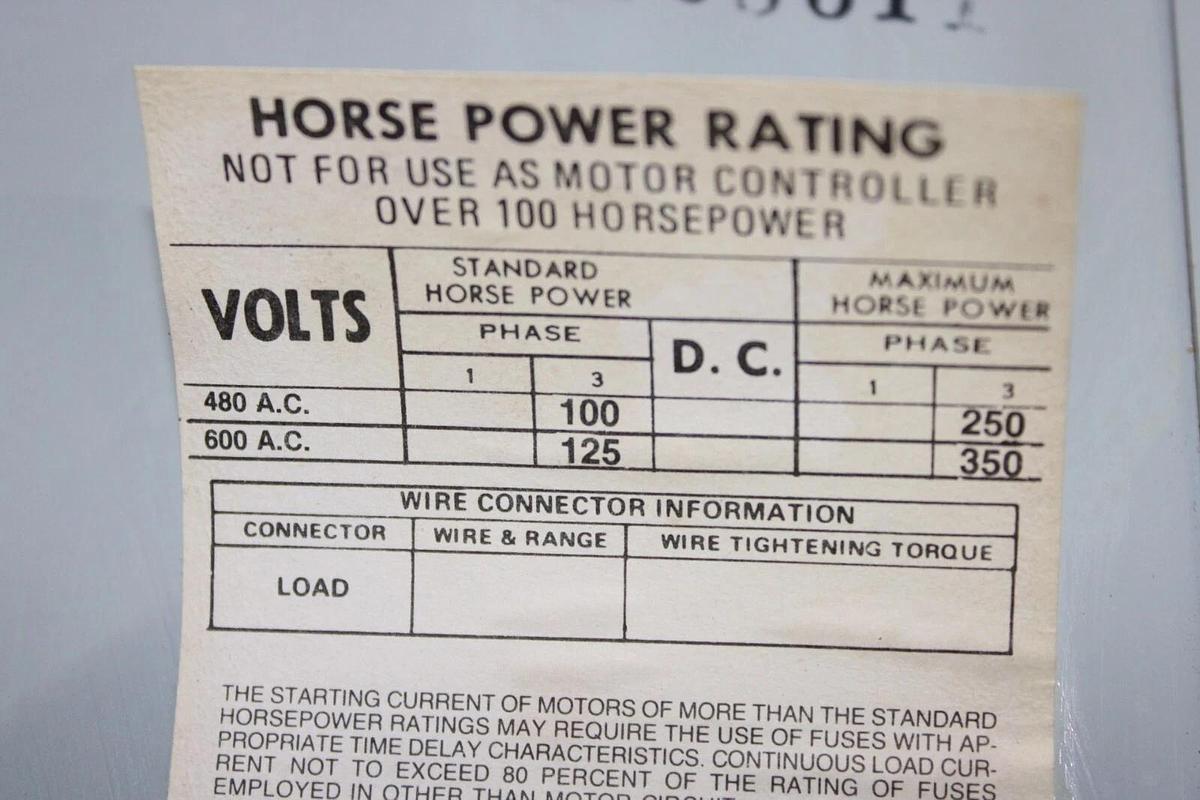 HORSE POWER RATING
NOT FOR USE AS MOTOR CONTROLLER
OVER 100 HORSEPOWER
VOLTS
STANDARD
HORSE POWER
MAXIMUM
HORSE POWER
PHASE
D. C.
PHASE
1 3
1 3
480 A.C. 100 250
600 A.C. 125 350
WIRE CONNECTOR INFORMATION
CONNECTOR WIRE & RANGE WIRE TIGHTENING TORQUE
LOAD
THE STARTING CURRENT OF MOTORS OF MORE THAN THE STANDARD
HORSEPOWER RATINGS MAY REQUIRE THE USE OF FUSES WITH AP-
PROPRIATE TIME DELAY CHARACTERISTICS. CONTINUOUS LOAD CUR-
RENT NOT TO EXCEED 80 PERCENT OF THE RATING OF FUSES
EMPLOYED IN OTHER THAN MOTOR